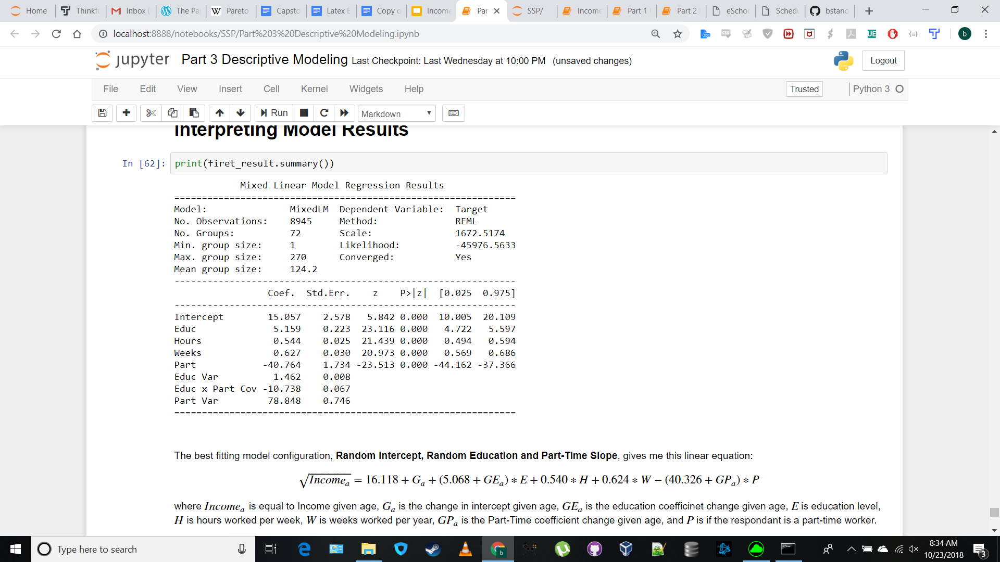 Home
Thinkfu
Inbox (
The Pa
Pareto
Capsto
Latex E
Copy o
Income
Par
SSP/
Income
Part 1 (
Part 2
eSchoo
Schedu
bstano
localhost:8888/notebooks/SSP/Part%203%20Descriptive%20Modeling.ipynb
jupyter Part 3 Descriptive Modeling Last Checkpoint: Last Wednesday at 10:00 PM (unsaved changes)
Logout
File Edit View Insert Cell Kernel Widgets Help
Trusted
Python 3
Run
Markdown
Interpreting Model Results
In [62]: print(firet_result.summary())
Mixed Linear Model Regression Results
==============================================================
Model: MixedLM Dependent Variable: Target
No. Observations: 8945 Method: REML
No. Groups: 72 Scale: 1672.5174
Min. group size: 1 Likelihood: -45976.5633
Max. group size: 270 Converged: Yes
Mean group size: 124.2
--------------------------------------------------------------
Coef. Std.Err. z P>|z| [0.025 0.975]
--------------------------------------------------------------
Intercept 15.057 2.578 5.842 0.000 10.005 20.109
Educ 5.159 0.223 23.116 0.000 4.722 5.597
Hours 0.544 0.025 21.439 0.000 0.494 0.594
Weeks 0.627 0.030 20.973 0.000 0.569 0.686
Part -40.764 1.734 -23.513 0.000 -44.162 -37.366
Educ Var 1.462 0.008
Educ x Part Cov -10.738 0.067
Part Var 78.848 0.746
==============================================================
The best fitting model configuration, Random Intercept, Random Education and Part-Time Slope, gives me this linear equation:
√Income_a = 16.118 + G_a + (5.068 + GE_a) * E + 0.540 * H + 0.624 * W − (40.326 + GP_a) * P
where Income_a is equal to Income given age, G_a is the change in intercept given age, GE_a is the education coefficinet change given age, E is education level,
H is hours worked per week, W is weeks worked per year, GP_a is the Part-Time coefficient change given age, and P is if the respondant is a part-time worker.
Type here to search
8:34 AM
10/23/2018
3